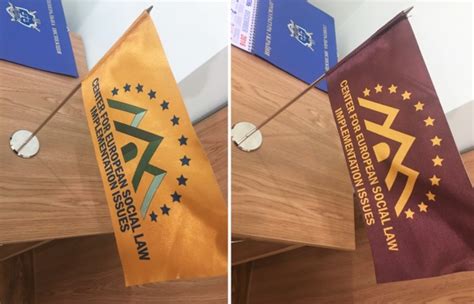 CENTER FOR EUROPEAN SOCIAL LAW
IMPLEMENTATION ISSUES
CENTER FOR EUROPEAN SOCIAL LAW
IMPLEMENTATION ISSUES